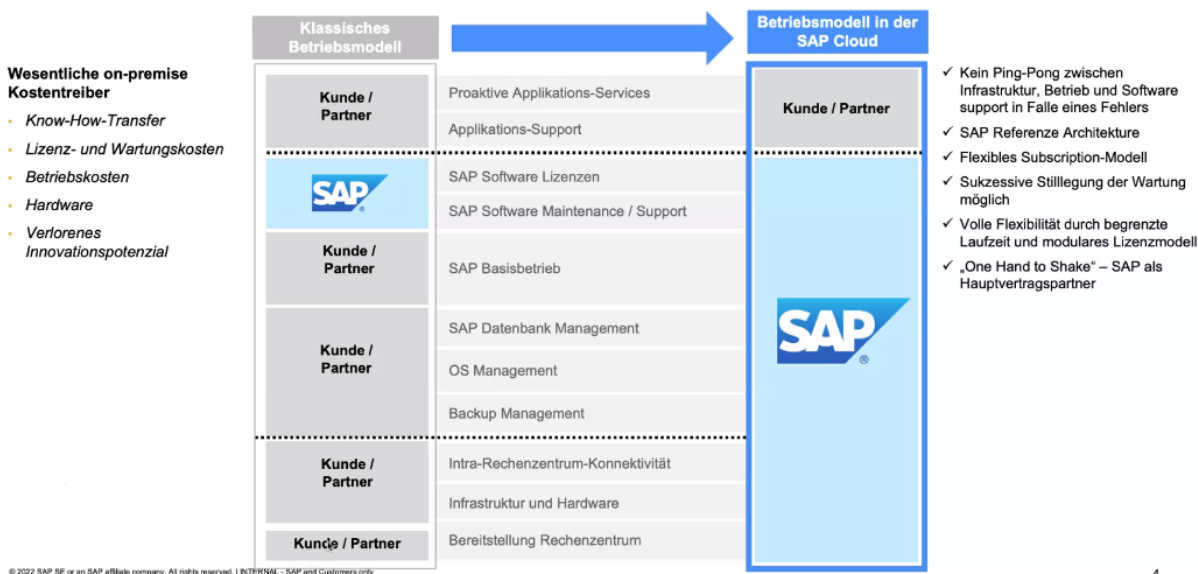 Klassisches
Betriebsmodell
Betriebsmodell in der
SAP Cloud
Wesentliche on-premise
Kostentreiber
• Know-How-Transfer
• Lizenz- und Wartungskosten
• Betriebskosten
• Hardware
• Verlorenes
Innovationspotenzial
Kunde /
Partner
SAP
Kunde /
Partner
Kunde /
Partner
Kunde /
Partner
Kunde / Partner
Proaktive Applikations-Services
Applikations-Support
SAP Software Lizenzen
SAP Software Maintenance / Support
SAP Basisbetrieb
SAP Datenbank Management
OS Management
Backup Management
Intra-Rechenzentrum-Konnektivität
Infrastruktur und Hardware
Bereitstellung Rechenzentrum
Kunde / Partner
SAP
®
✓ Kein Ping-Pong zwischen
Infrastruktur, Betrieb und Software
support in Falle eines Fehlers
✓ SAP Referenze Architekture
✓ Flexibles Subscription-Modell
✓ Sukzessive Stilllegung der Wartung
möglich
✓ Volle Flexibilität durch begrenzte
Laufzeit und modulares Lizenzmodell
✓ „One Hand to Shake“ – SAP als
Hauptvertragspartner
© 2022 SAP SE or an SAP affiliate company. All rights reserved. | INTERNAL - SAP and Customers only
4